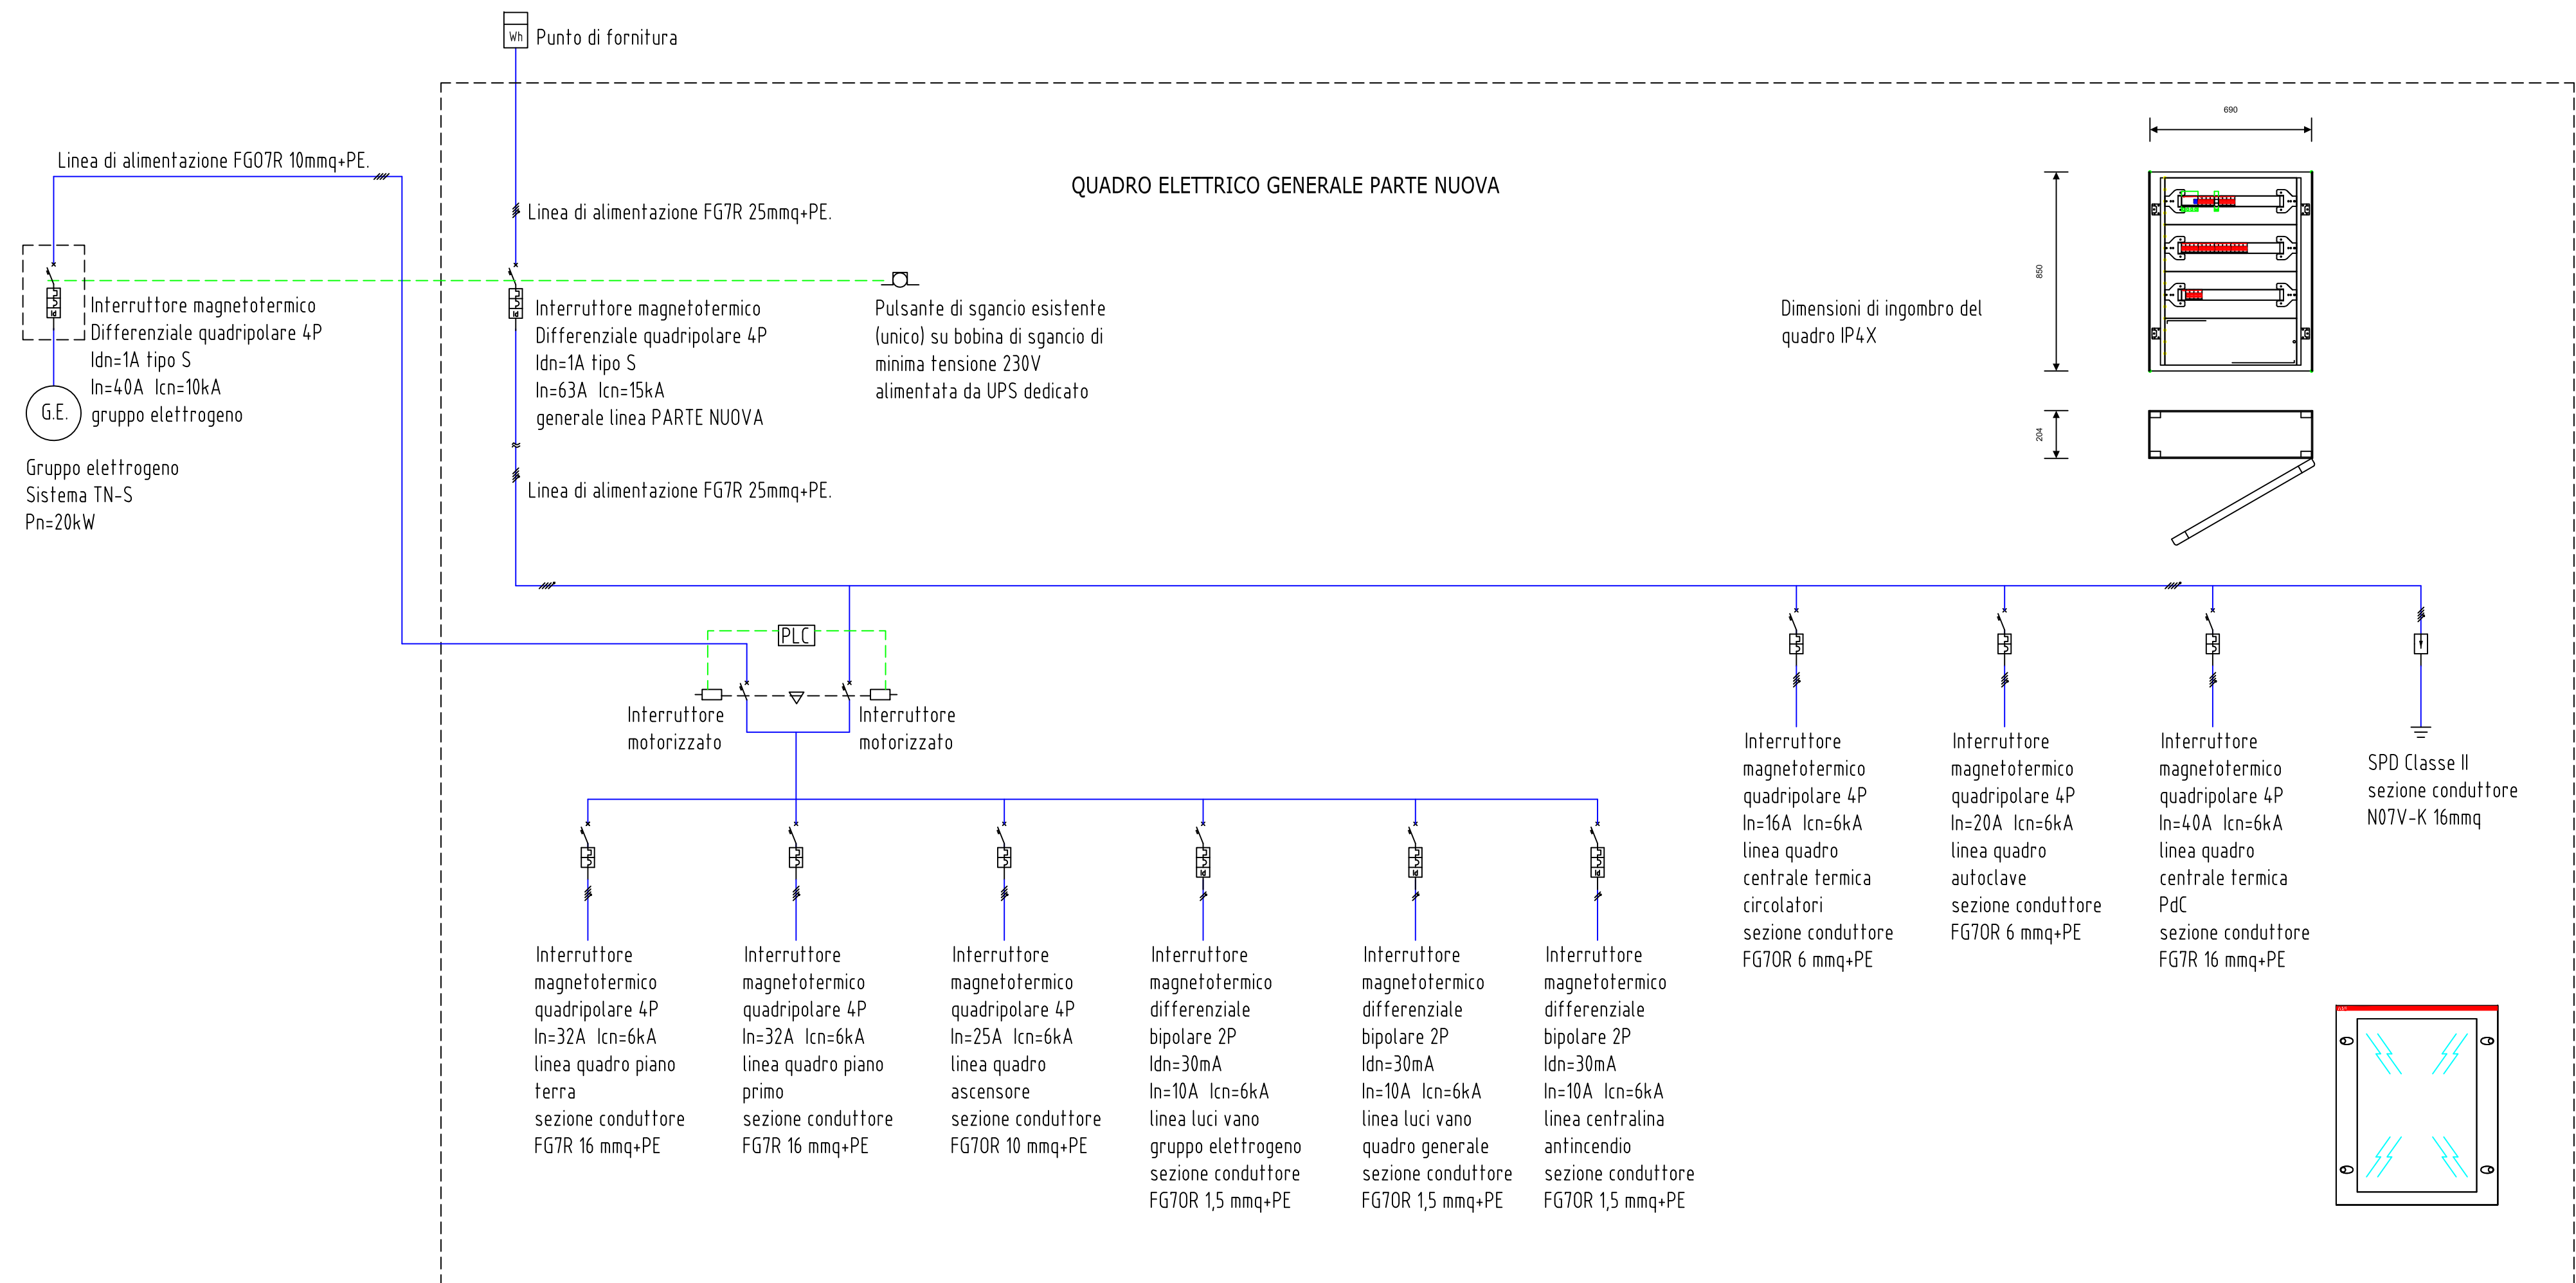 Wh
Punto di fornitura
Linea di alimentazione FGO7R 10mmq+PE.
QUADRO ELETTRICO GENERALE PARTE NUOVA
Linea di alimentazione FG7R 25mmq+PE.
Interruttore magnetotermico
Differenziale quadripolare 4P
Idn=1A tipo S
In=40A Icn=10kA
gruppo elettrogeno
Id
G.E.
Gruppo elettrogeno
Sistema TN-S
Pn=20kW
Id
Interruttore magnetotermico
Differenziale quadripolare 4P
Idn=1A tipo S
In=63A Icn=15kA
generale linea PARTE NUOVA
Pulsante di sgancio esistente
(unico) su bobina di sgancio di
minima tensione 230V
alimentata da UPS dedicato
Linea di alimentazione FG7R 25mmq+PE.
Dimensioni di ingombro del
quadro IP4X
690
850
204
PLC
Interruttore
motorizzato
Interruttore
motorizzato
Interruttore
magnetotermico
quadripolare 4P
In=16A Icn=6kA
linea quadro
centrale termica
circolatori
sezione conduttore
FG7OR 6 mmq+PE
Interruttore
magnetotermico
quadripolare 4P
In=20A Icn=6kA
linea quadro
autoclave
sezione conduttore
FG7OR 6 mmq+PE
Interruttore
magnetotermico
quadripolare 4P
In=40A Icn=6kA
linea quadro
centrale termica
PdC
sezione conduttore
FG7R 16 mmq+PE
SPD Classe II
sezione conduttore
N07V-K 16mmq
Interruttore
magnetotermico
quadripolare 4P
In=32A Icn=6kA
linea quadro piano
terra
sezione conduttore
FG7R 16 mmq+PE
Interruttore
magnetotermico
quadripolare 4P
In=32A Icn=6kA
linea quadro piano
primo
sezione conduttore
FG7R 16 mmq+PE
Interruttore
magnetotermico
quadripolare 4P
In=25A Icn=6kA
linea quadro
ascensore
sezione conduttore
FG7OR 10 mmq+PE
Id
Interruttore
magnetotermico
differenziale
bipolare 2P
Idn=30mA
In=10A Icn=6kA
linea luci vano
gruppo elettrogeno
sezione conduttore
FG7OR 1,5 mmq+PE
Id
Interruttore
magnetotermico
differenziale
bipolare 2P
Idn=30mA
In=10A Icn=6kA
linea luci vano
quadro generale
sezione conduttore
FG7OR 1,5 mmq+PE
Id
Interruttore
magnetotermico
differenziale
bipolare 2P
Idn=30mA
In=10A Icn=6kA
linea centralina
antincendio
sezione conduttore
FG7OR 1,5 mmq+PE